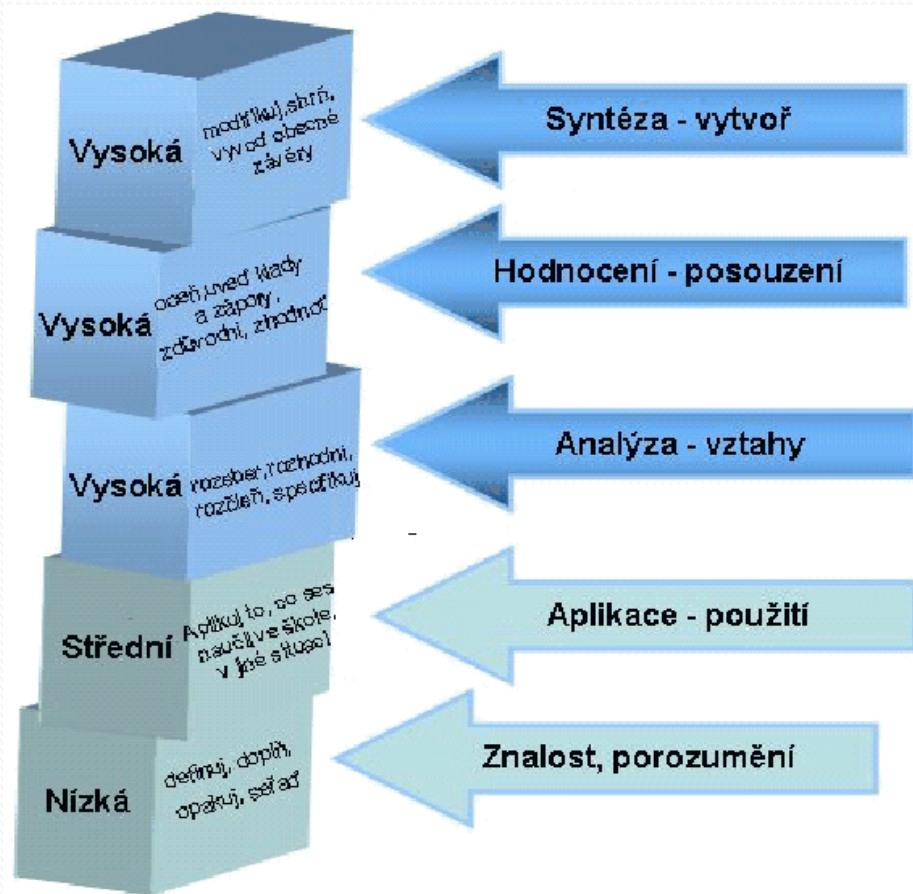 Vysoká
modifikuj, shrň,
vyvoď obecné
závěry
Syntéza - vytvoř
Vysoká
oceň, uveď klady
a zápory,
zdůvodni, zhodnoť
Hodnocení - posouzení
Vysoká
rozeber, rozhodni,
rozčleň, specifikuj
Analýza - vztahy
Střední
Aplikuj to, co ses
naučil ve škole,
v jiné situaci
Aplikace - použití
Nízká
definuj, doplň,
opakuj, seřaď
Znalost, porozumění